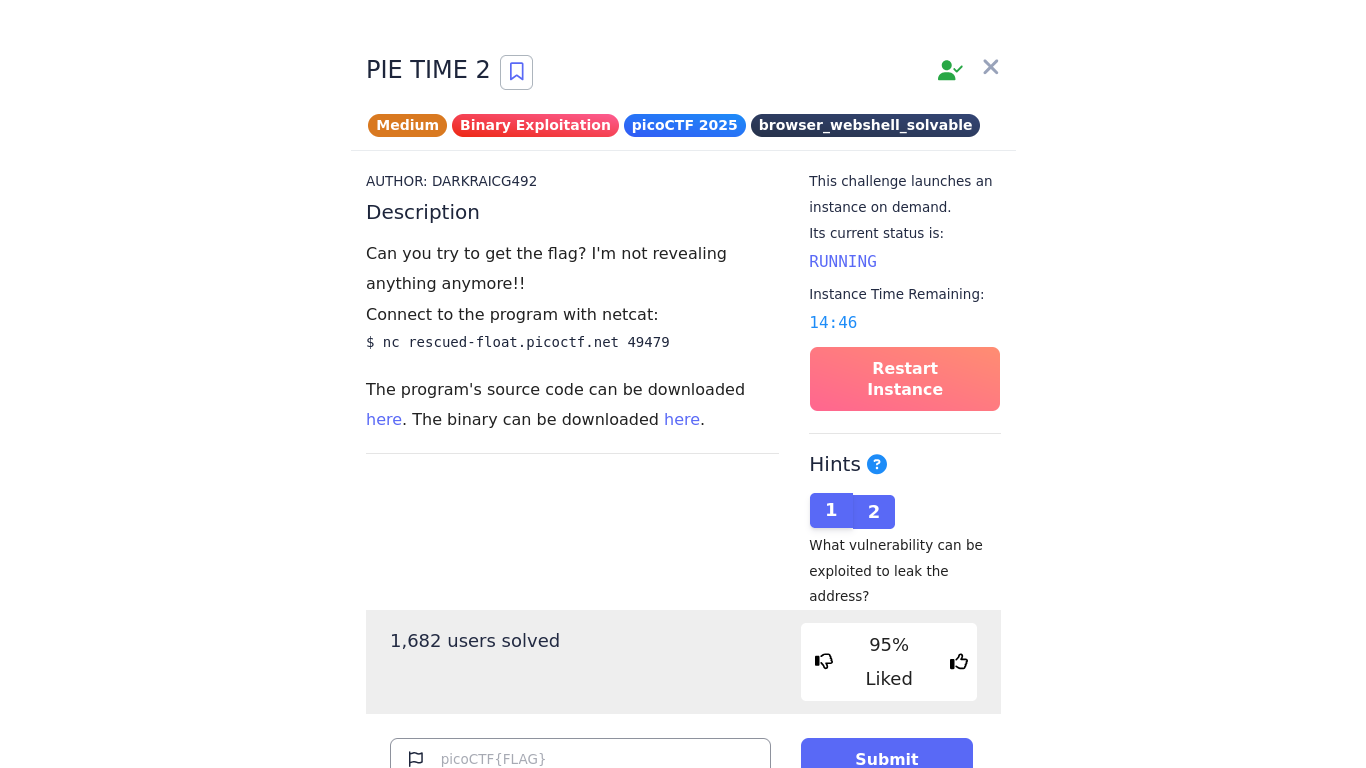 PIE TIME 2
Medium Binary Exploitation picoCTF 2025 browser_webshell_solvable
AUTHOR: DARKRAICG492
Description
Can you try to get the flag? I'm not revealing
anything anymore!!
Connect to the program with netcat:
$ nc rescued-float.picoctf.net 49479
The program's source code can be downloaded
here. The binary can be downloaded here.
This challenge launches an
instance on demand.
Its current status is:
RUNNING
Instance Time Remaining:
14:46
Restart
Instance
Hints ?
1 2
What vulnerability can be
exploited to leak the
address?
1,682 users solved
95%
Liked
picoCTF{FLAG}
Submit